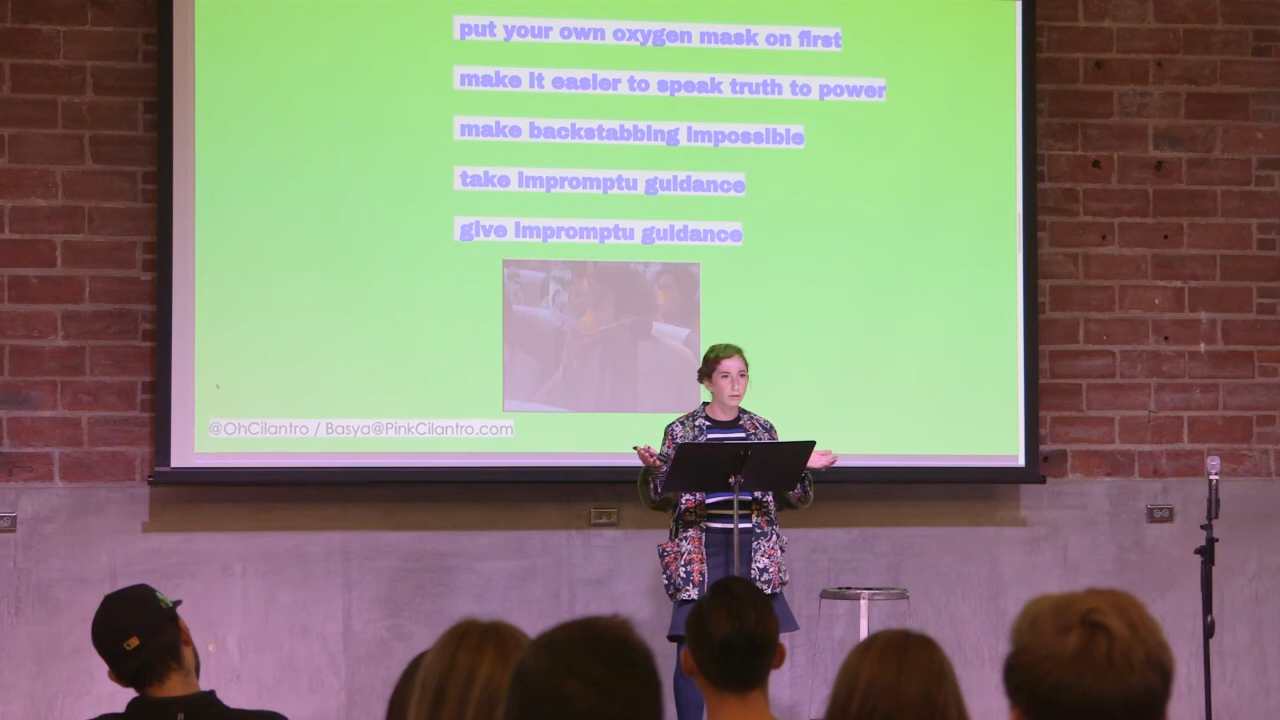 put your own oxygen mask on first
make it easier to speak truth to power
make backstabbing impossible
take impromptu guidance
give impromptu guidance
@OhCilantro / Basya@PinkCilantro.com